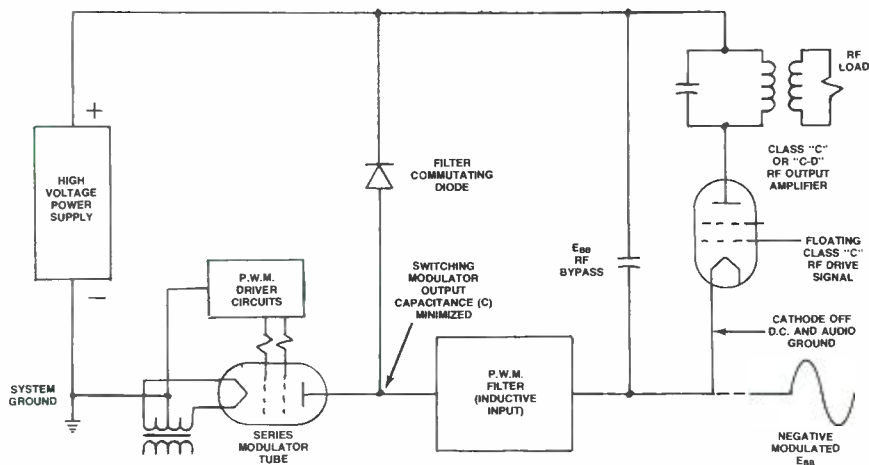 RF
LOAD
+
HIGH
VOLTAGE
POWER
SUPPLY
−
FILTER
COMMUTATING
DIODE
CLASS "C"
OR "C-D"
RF OUTPUT
AMPLIFIER
P.W.M.
DRIVER
CIRCUITS
SWITCHING
MODULATOR
OUTPUT
CAPACITANCE (C)
MINIMIZED
EBB
RF
BYPASS
FLOATING
CLASS "C"
RF DRIVE
SIGNAL
CATHODE OFF
D.C. AND AUDIO
GROUND
SYSTEM
GROUND
SERIES
MODULATOR
TUBE
P.W.M.
FILTER
(INDUCTIVE
INPUT)
NEGATIVE
MODULATED
EBB